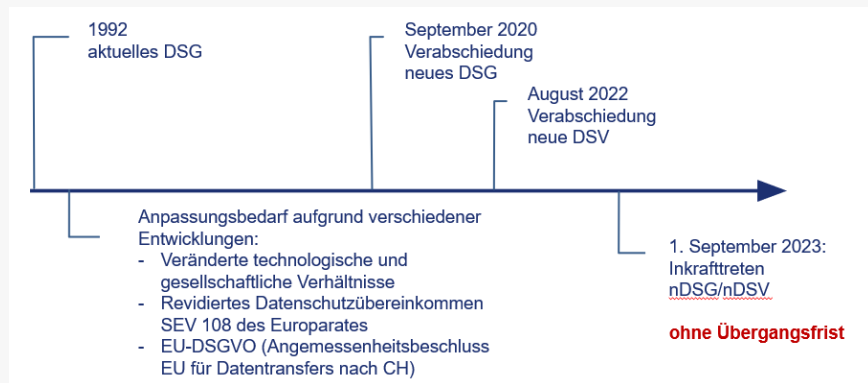 1992
aktuelles DSG
September 2020
Verabschiedung
neues DSG
August 2022
Verabschiedung
neue DSV
Anpassungsbedarf aufgrund verschiedener
Entwicklungen:
- Veränderte technologische und
gesellschaftliche Verhältnisse
- Revidiertes Datenschutzübereinkommen
SEV 108 des Europarates
- EU-DSGVO (Angemessenheitsbeschluss
EU für Datentransfers nach CH)
1. September 2023:
Inkrafttreten
nDSG/nDSV
ohne Übergangsfrist